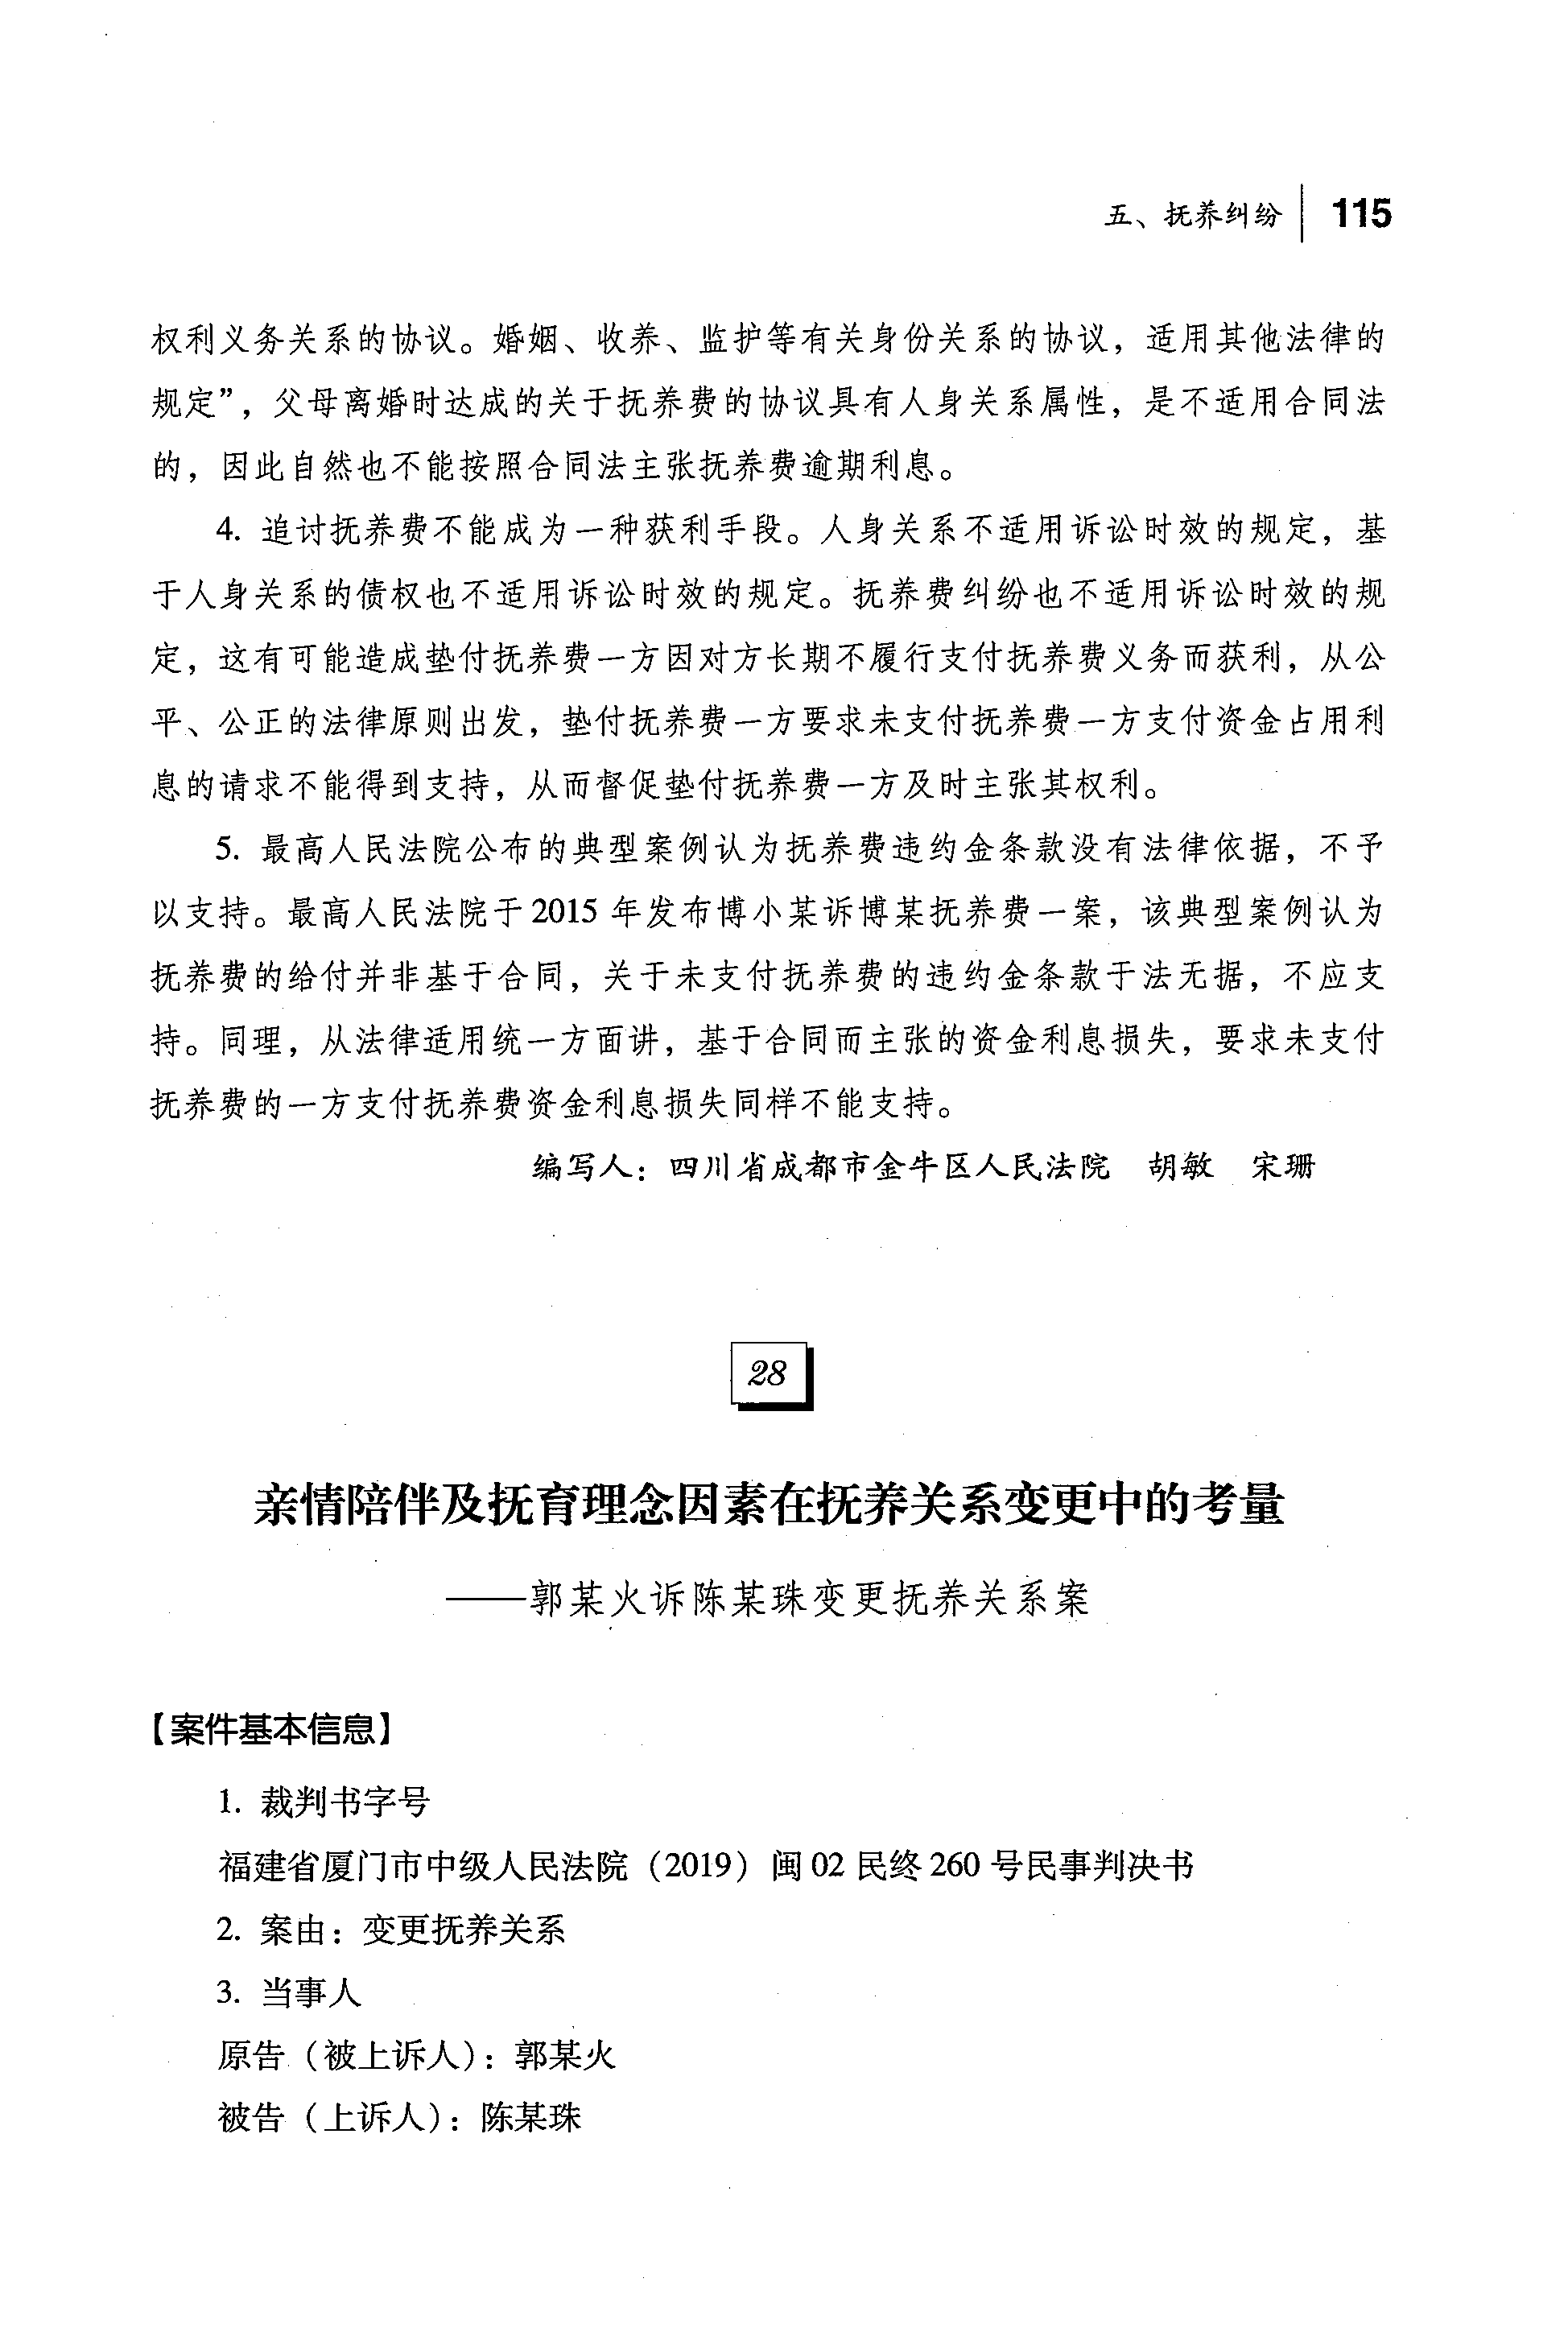 五、抚养纠纷 115
权利义务关系的协议。婚姻、收养、监护等有关身份关系的协议，适用其他法律的
规定”，父母离婚时达成的关于抚养费的协议具有人身关系属性，是不适用合同法
的，因此自然也不能按照合同法主张抚养费逾期利息。
4. 追讨抚养费不能成为一种获利手段。人身关系不适用诉讼时效的规定，基
于人身关系的债权也不适用诉讼时效的规定。抚养费纠纷也不适用诉讼时效的规
定，这有可能造成垫付抚养费一方因对方长期不履行支付抚养费义务而获利，从公
平、公正的法律原则出发，垫付抚养费一方要求未支付抚养费一方支付资金占用利
息的请求不能得到支持，从而督促垫付抚养费一方及时主张其权利。
5. 最高人民法院公布的典型案例认为抚养费违约金条款没有法律依据，不予
以支持。最高人民法院于 2015 年发布博小某诉博某抚养费一案，该典型案例认为
抚养费的给付并非基于合同，关于未支付抚养费的违约金条款于法无据，不应支
持。同理，从法律适用统一方面讲，基于合同而主张的资金利息损失，要求未支付
抚养费的一方支付抚养费资金利息损失同样不能支持。
编写人：四川省成都市金牛区人民法院 胡敏 宋珊
28
亲情陪伴及抚育理念因素在抚养关系变更中的考量
——郭某火诉陈某珠变更抚养关系案
【案件基本信息】
1. 裁判书字号
福建省厦门市中级人民法院（2019）闽 02 民终 260 号民事判决书
2. 案由：变更抚养关系
3. 当事人
原告（被上诉人）：郭某火
被告（上诉人）：陈某珠